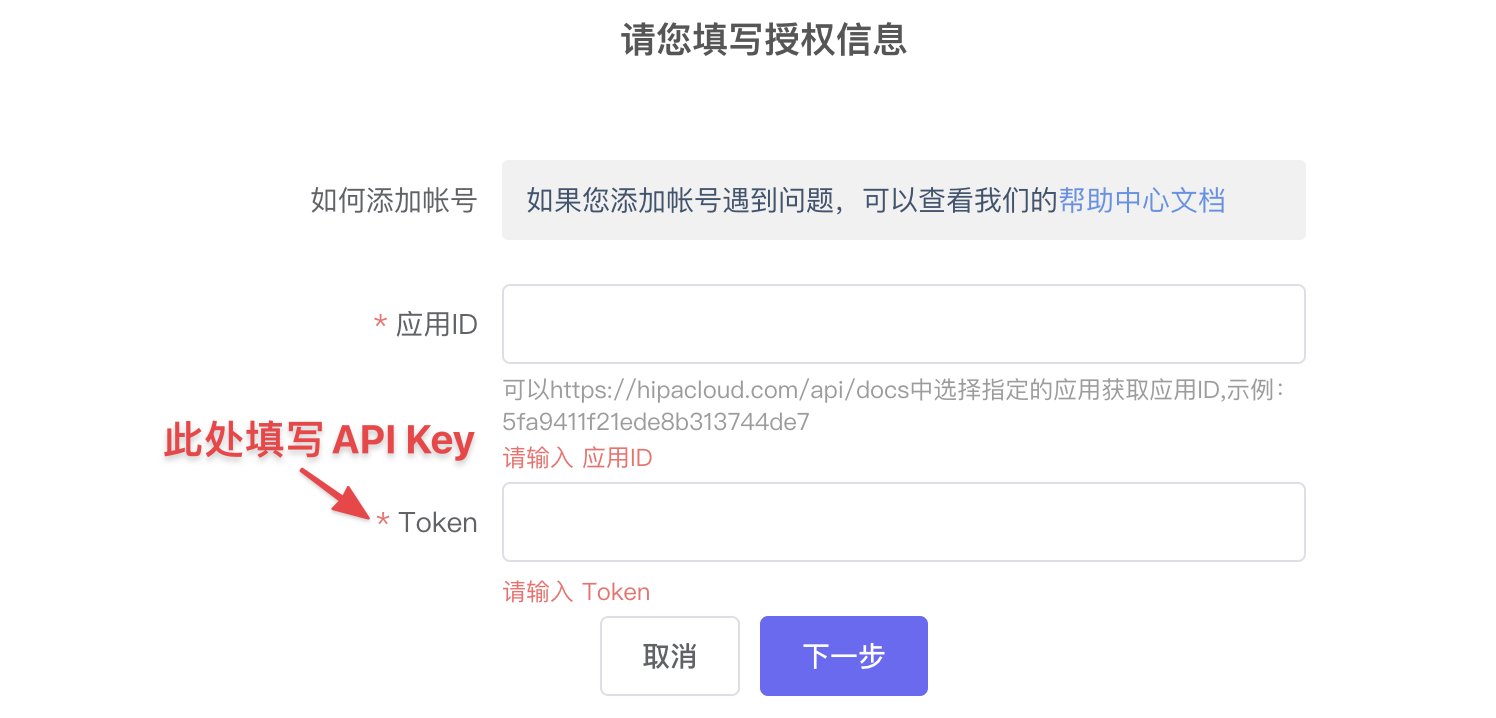 请您填写授权信息
如何添加帐号
如果您添加帐号遇到问题，可以查看我们的帮助中心文档
* 应用ID
可以https://hipacloud.com/api/docs中选择指定的应用获取应用ID,示例：
5fa9411f21ede8b313744de7
请输入 应用ID
此处填写 API Key
* Token
请输入 Token
取消
下一步